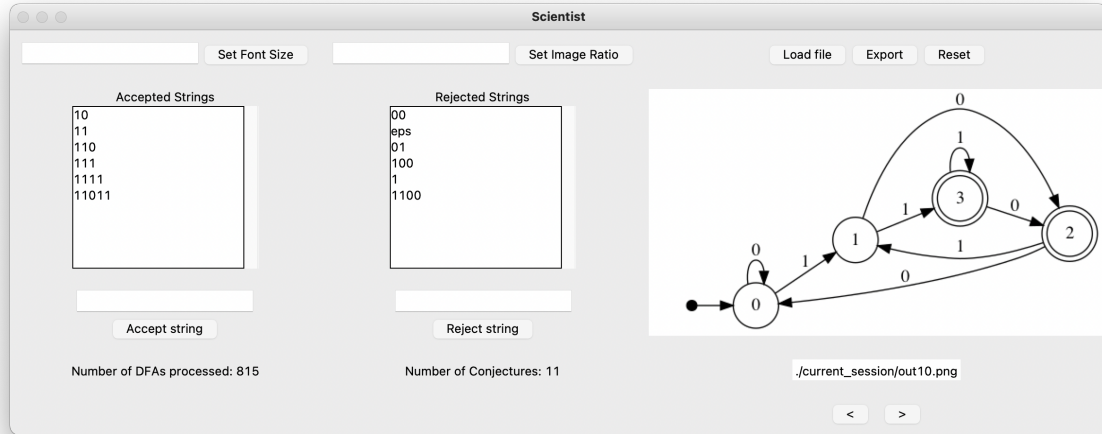 Scientist
Set Font Size
Set Image Ratio
Load file
Export
Reset
Accepted Strings
10
11
110
111
1111
11011
Rejected Strings
00
eps
01
100
1
1100
0
1
3
1
0
2
1
1
0
1
0
0
Accept string
Reject string
Number of DFAs processed: 815
Number of Conjectures: 11
./current_session/out10.png
<
>